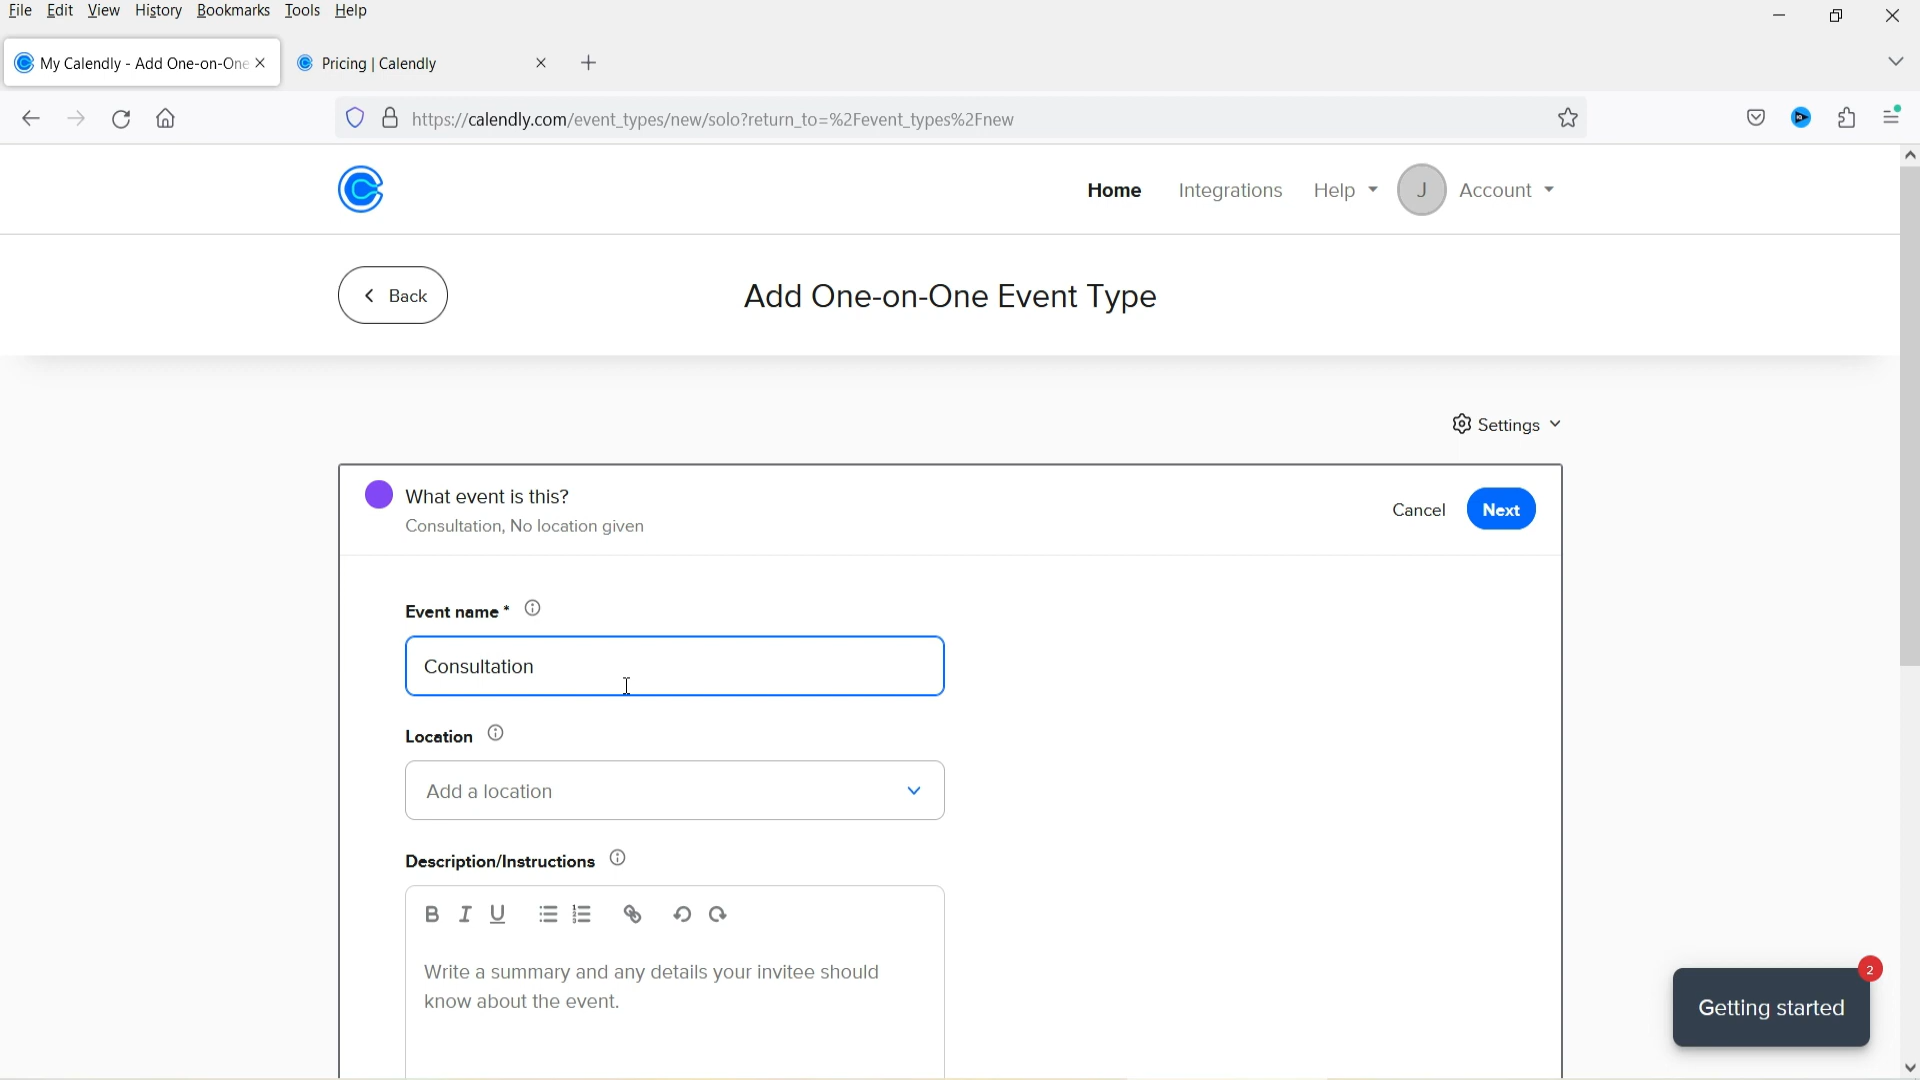 File Edit View History Bookmarks Tools Help
My Calendly - Add One-on-One
Pricing | Calendly
https://calendly.com/event_types/new/solo?return_to=%2Fevent_types%2Fnew
Home Integrations Help J Account
Back
Add One-on-One Event Type
Settings
What event is this?
Consultation, No location given
Cancel Next
Event name *
Consultation
Location
Add a location
Description/Instructions
B I U
Write a summary and any details your invitee should
know about the event.
2
Getting started